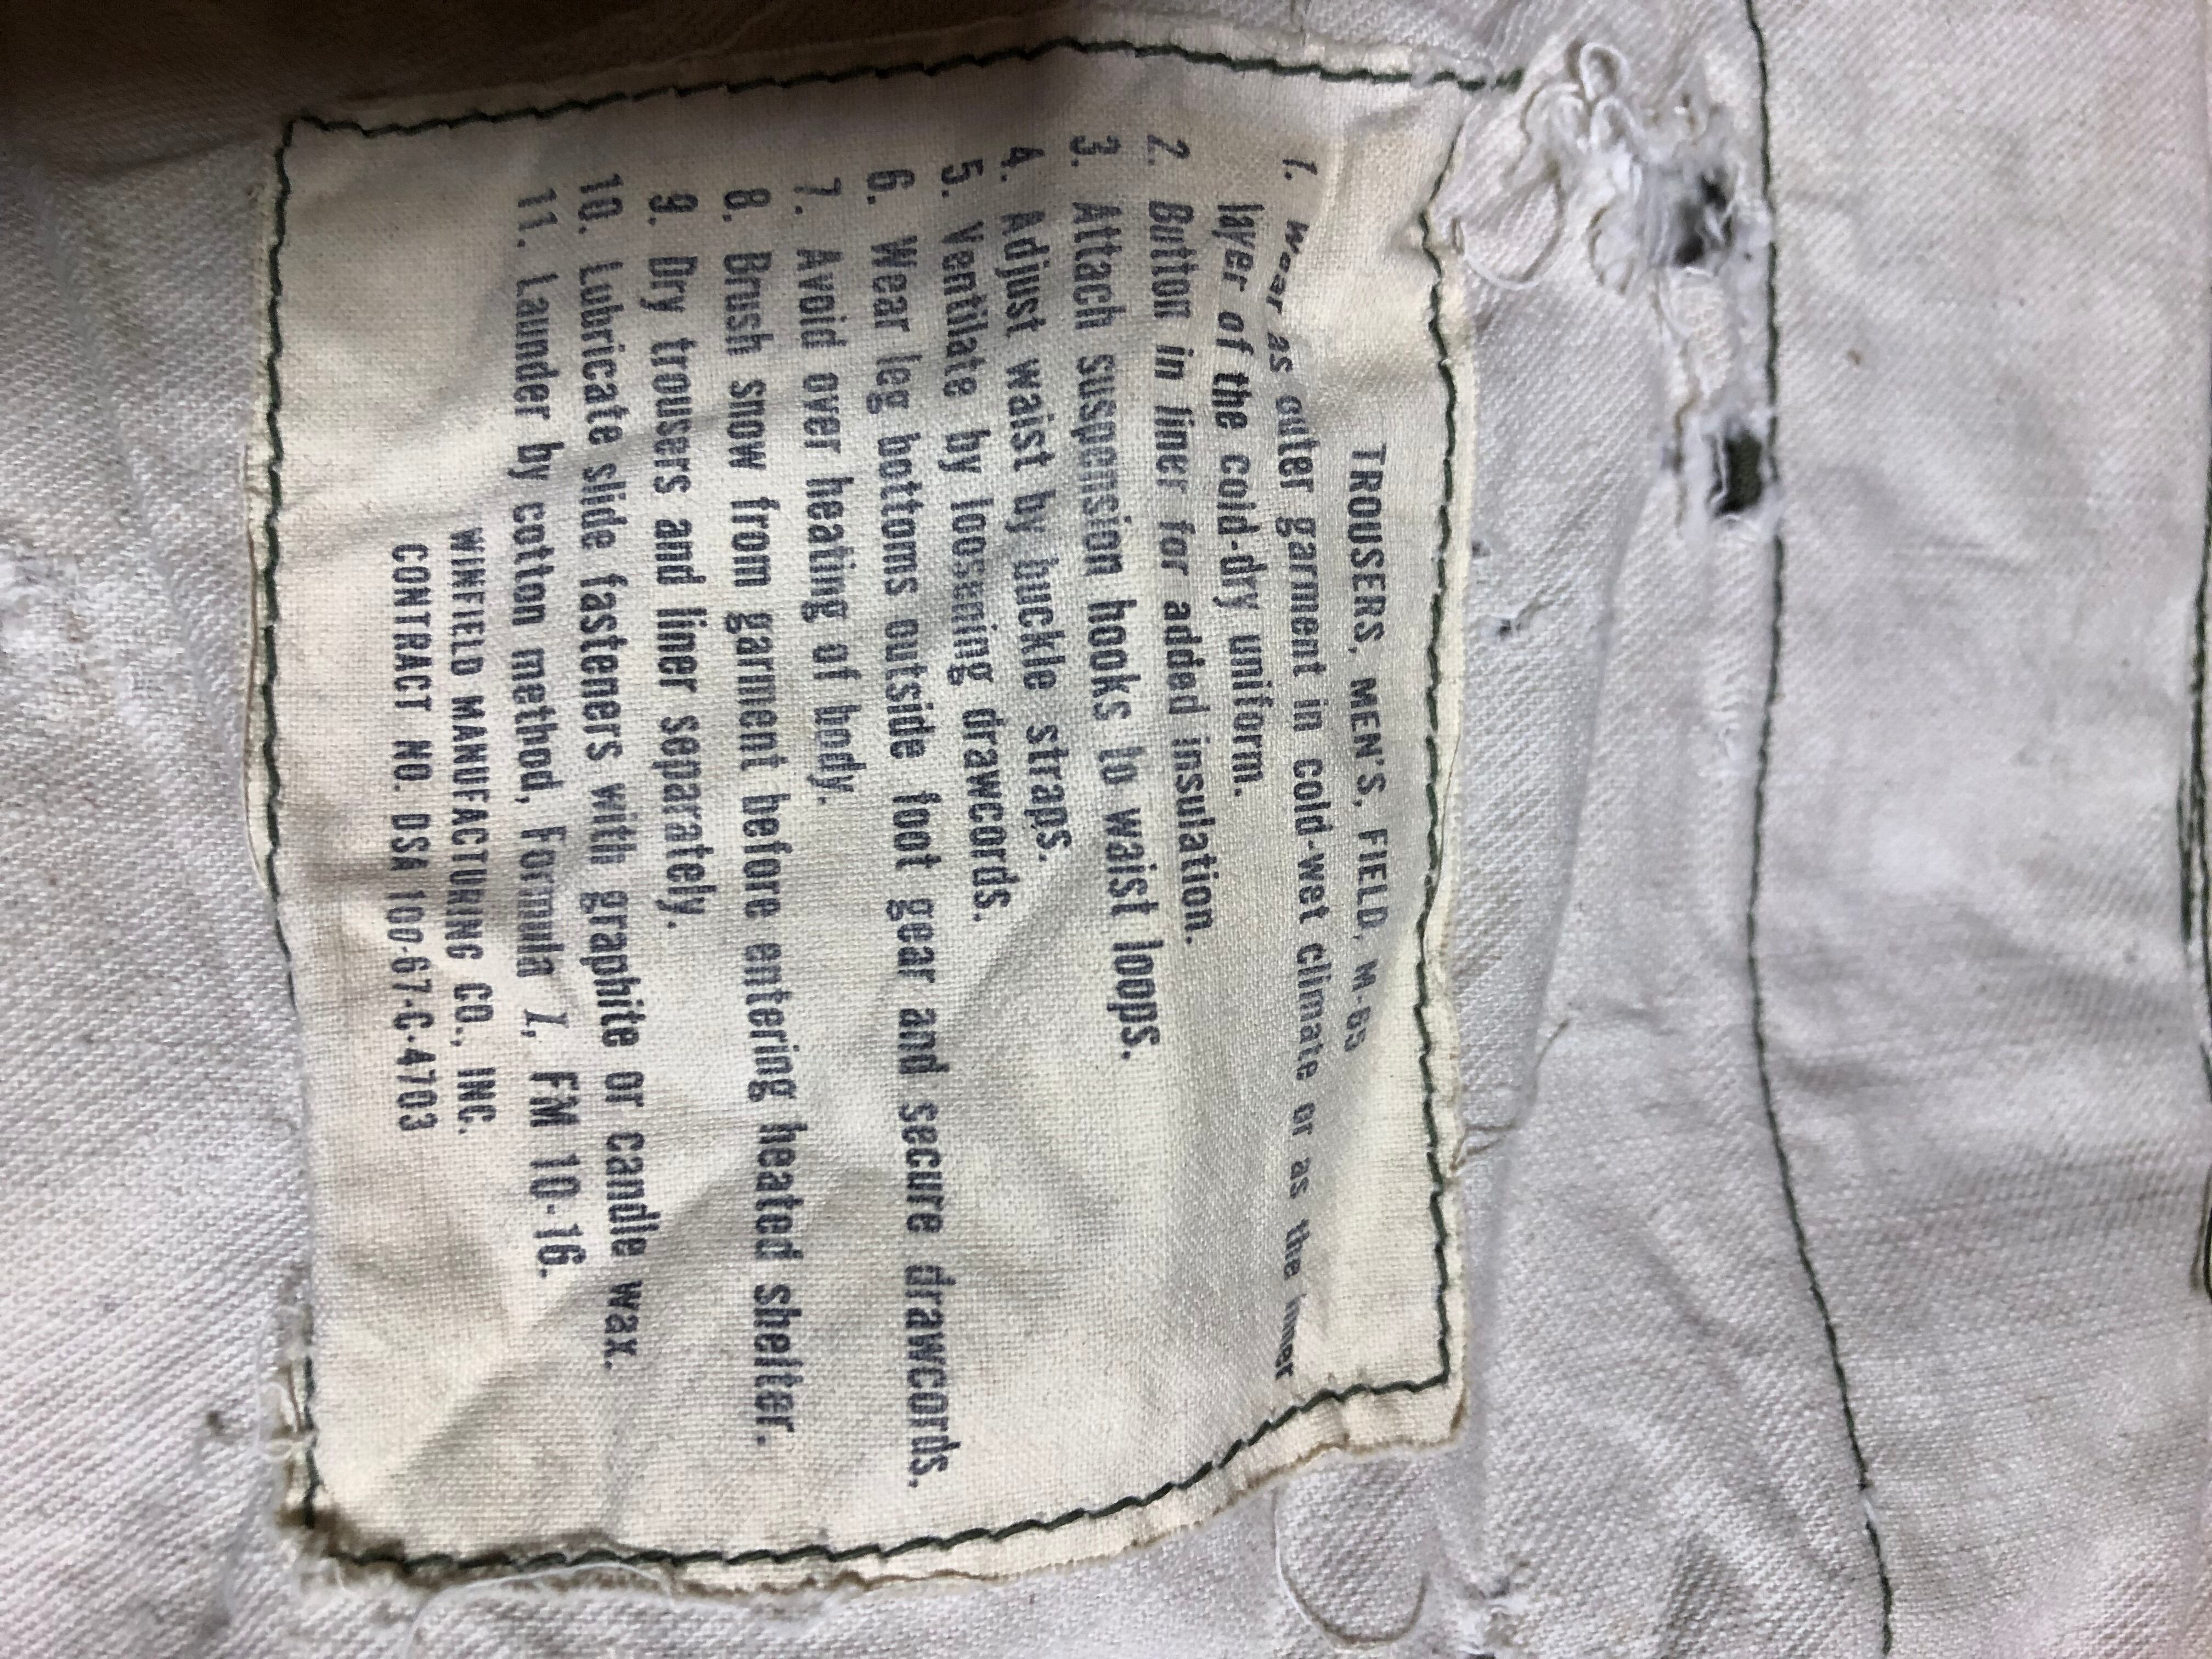 TROUSERS, MEN'S, FIELD, M-65
1. Wear as outer garment in cold-wet climate or as the inner
layer of the cold-dry uniform.
2. Button in liner for added insulation.
3. Attach suspension hooks to waist loops.
4. Adjust waist by buckle straps.
5. Ventilate by loosening drawcords.
6. Wear leg bottoms outside foot gear and secure drawcords.
7. Avoid over heating of body.
8. Brush snow from garment before entering heated shelter.
9. Dry trousers and liner separately.
10. Lubricate slide fasteners with graphite or candle wax.
11. Launder by cotton method, Formula 7, FM 10-16.
WINFIELD MANUFACTURING CO., INC.
CONTRACT NO. DSA 100-67-C-4703